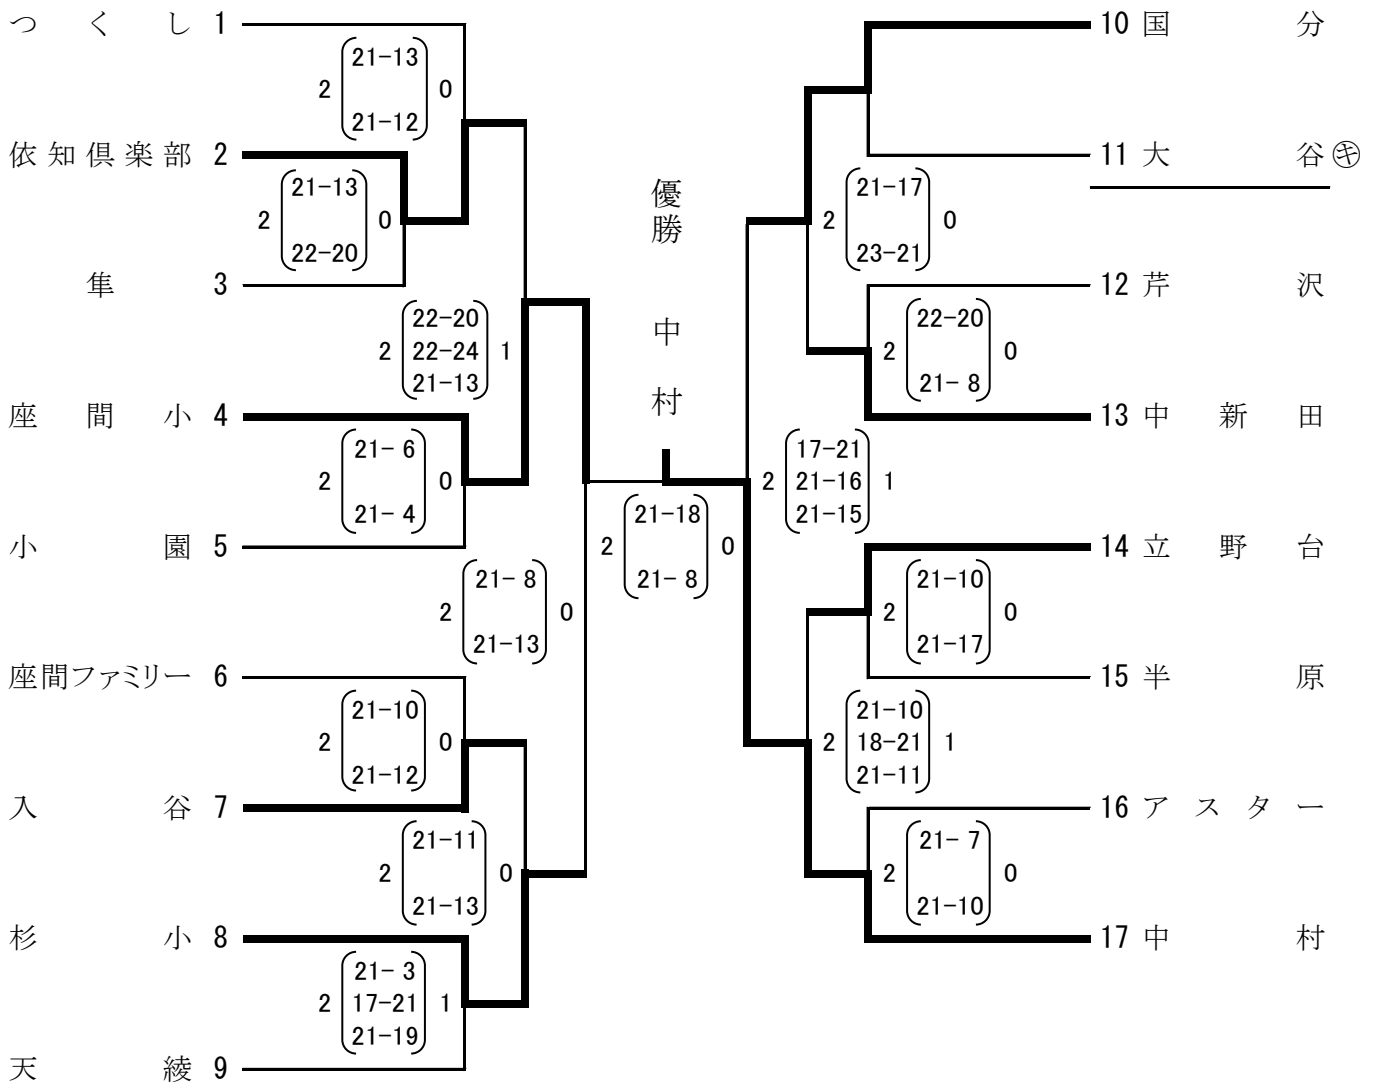 つくし 1
2 21-13 0
21-12
依知倶楽部 2
2 21-13 0
22-20
隼 3
22-20
2 22-24 1
21-13
座間小 4
2 21- 6 0
21- 4
小園 5
2 21- 8 0
21-13
座間ファミリー 6
2 21-10 0
21-12
入谷 7
2 21-11 0
21-13
杉小 8
21- 3
2 17-21 1
21-19
天綾 9
優勝 中村
2 21-18 0
21- 8
10 国分
11 大谷㋖
2 21-17 0
23-21
12 芹沢
2 22-20 0
21- 8
13 中新田
17-21
2 21-16 1
21-15
14 立野台
2 21-10 0
21-17
15 半原
21-10
2 18-21 1
21-11
16 アスター
2 21- 7 0
21-10
17 中村